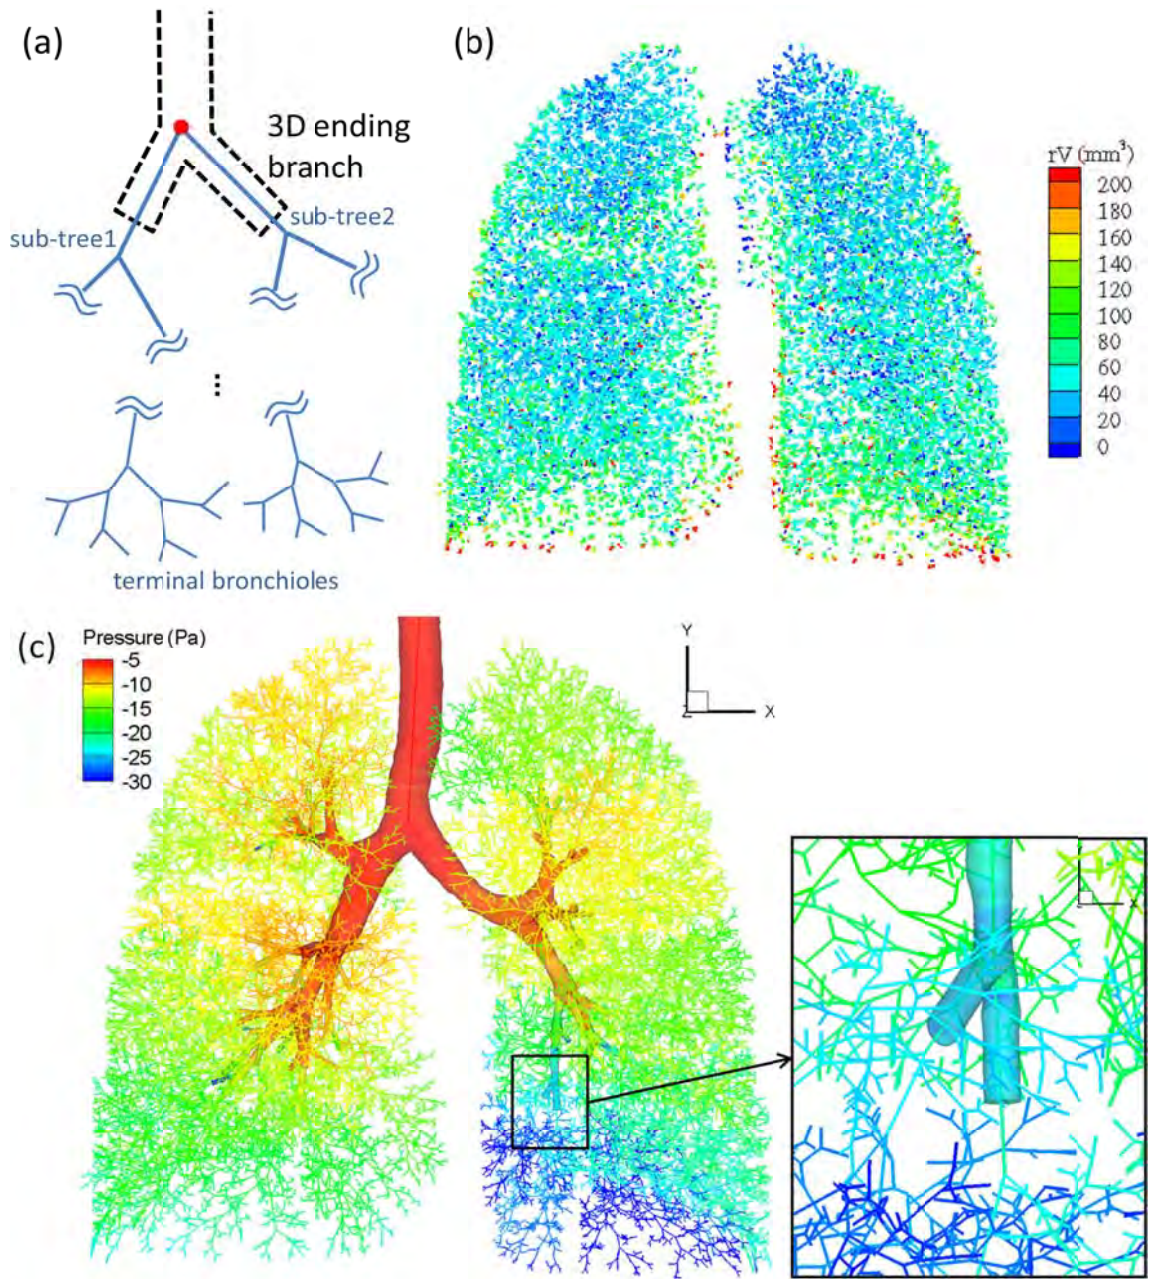 (a)
3D ending
branch
sub-tree2
sub-tree1
terminal bronchioles
(b)
rV (mm³)
200
180
160
140
120
100
80
60
40
20
0
(c)
Pressure (Pa)
-5
-10
-15
-20
-25
-30
Y
Z
X
X